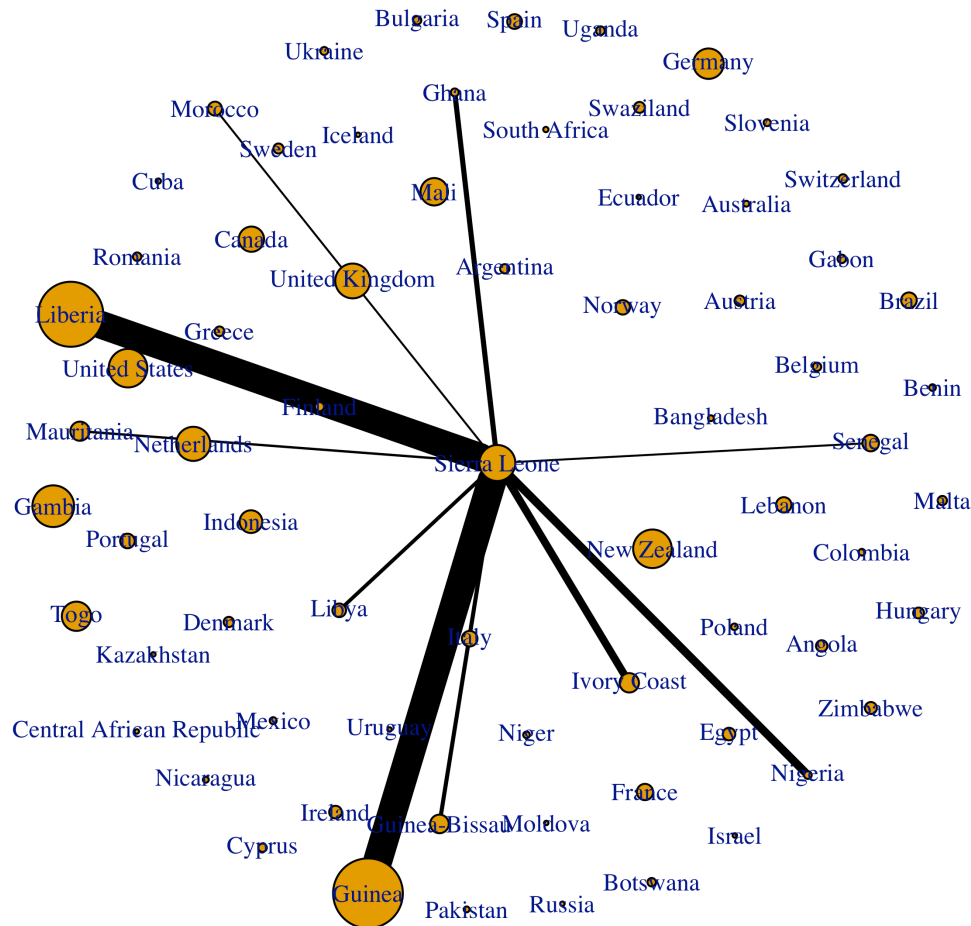 Bulgaria
Spain
Uganda
Ukraine
Germany
Ghana
Morocco
Swaziland
Slovenia
South Africa
Iceland
Sweden
Cuba
Switzerland
Mali
Ecuador
Australia
Canada
Romania
Gabon
Argentina
United Kingdom
Norway
Austria
Brazil
Liberia
Greece
United States
Belgium
Benin
Finland
Bangladesh
Mauritania
Netherlands
Senegal
Sierra Leone
Gambia
Lebanon
Malta
Indonesia
Portugal
New Zealand
Colombia
Libya
Togo
Denmark
Hungary
Poland
Italy
Angola
Kazakhstan
Ivory Coast
Zimbabwe
Mexico
Central African Republic
Uruguay
Niger
Egypt
Nigeria
Nicaragua
France
Ireland
Guinea-Bissau
Moldova
Israel
Cyprus
Botswana
Guinea
Russia
Pakistan